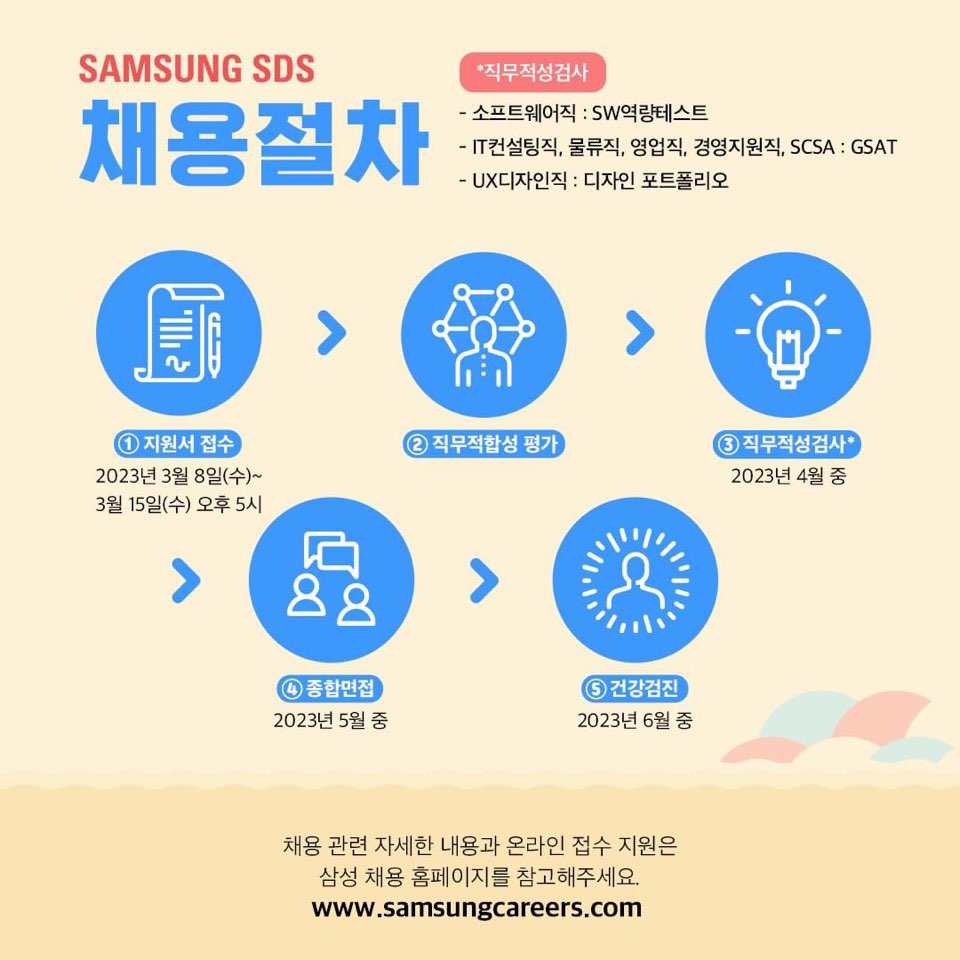 SAMSUNG SDS
채용절차
*직무적성검사
- 소프트웨어직 : SW역량테스트
- IT컨설팅직, 물류직, 영업직, 경영지원직, SCSA : GSAT
- UX디자인직 : 디자인 포트폴리오
① 지원서 접수
2023년 3월 8일(수)~
3월 15일(수) 오후 5시
② 직무적합성 평가
③ 직무적성검사*
2023년 4월 중
④ 종합면접
2023년 5월 중
⑤ 건강검진
2023년 6월 중
채용 관련 자세한 내용과 온라인 접수 지원은
삼성 채용 홈페이지를 참고해주세요.
www.samsungcareers.com